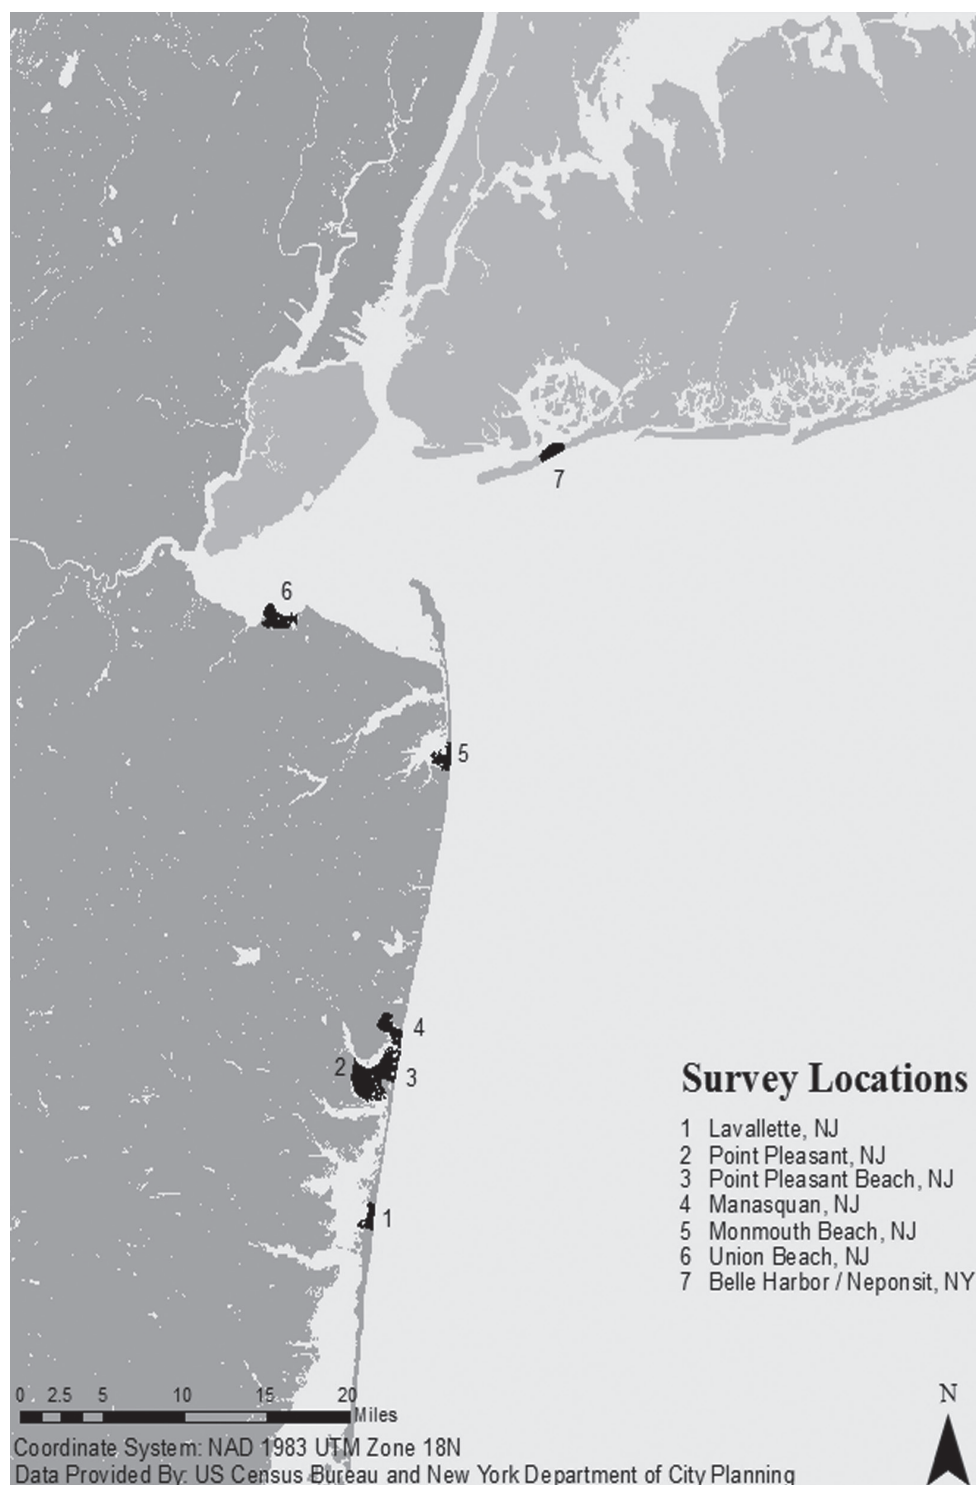 7
6
5
4
2
3
1
Survey Locations
1 Lavallette, NJ
2 Point Pleasant, NJ
3 Point Pleasant Beach, NJ
4 Manasquan, NJ
5 Monmouth Beach, NJ
6 Union Beach, NJ
7 Belle Harbor / Neponsit, NY
0 2.5 5 10 15 20
Miles
N
Coordinate System: NAD 1983 UTM Zone 18N
Data Provided By: US Census Bureau and New York Department of City Planning